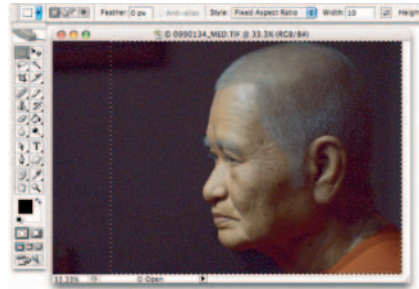 Feather: 0 px Anti-alias Style: Fixed Aspect Ratio Width: 10
© 0990134_MED.TIF @ 33.3% (RGB/8#)
33.33% © Open